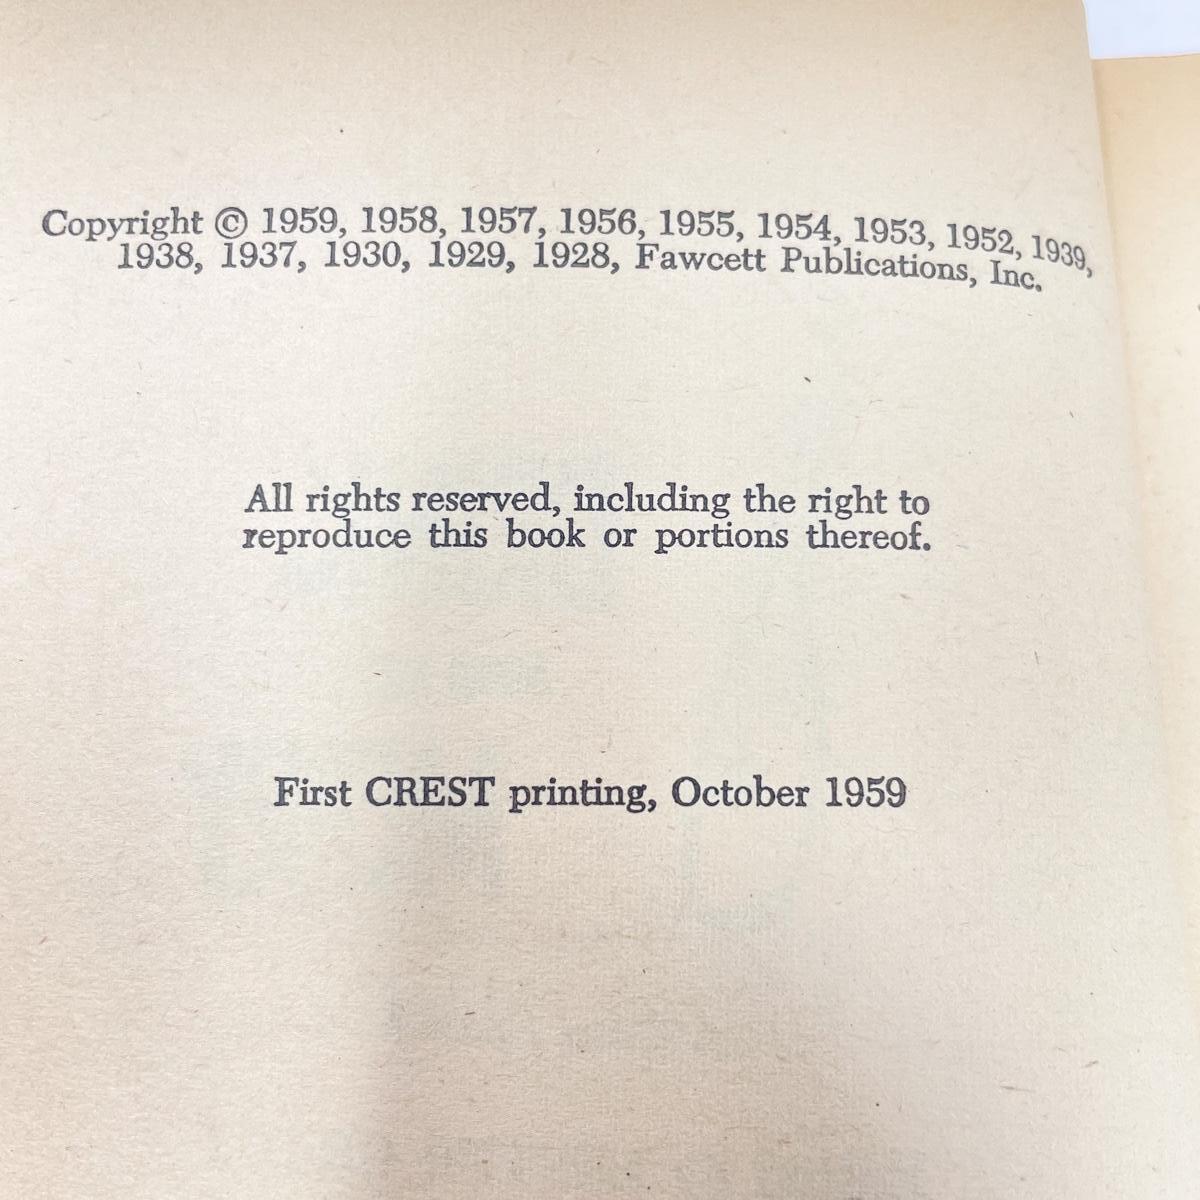 Copyright © 1959, 1958, 1957, 1956, 1955, 1954, 1953, 1952, 1939,
1938, 1937, 1930, 1929, 1928, Fawcett Publications, Inc.
All rights reserved, including the right to
reproduce this book or portions thereof.
First CREST printing, October 1959